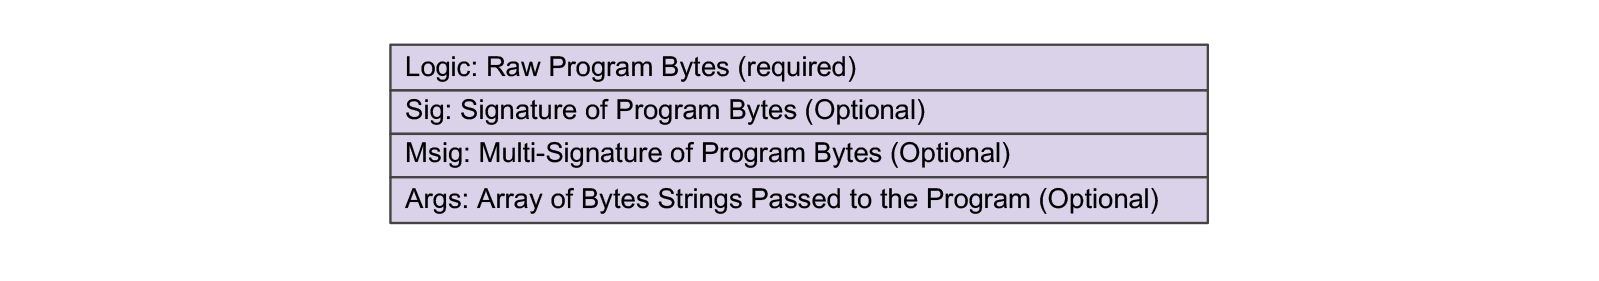 Logic: Raw Program Bytes (required)
Sig: Signature of Program Bytes (Optional)
Msig: Multi-Signature of Program Bytes (Optional)
Args: Array of Bytes Strings Passed to the Program (Optional)